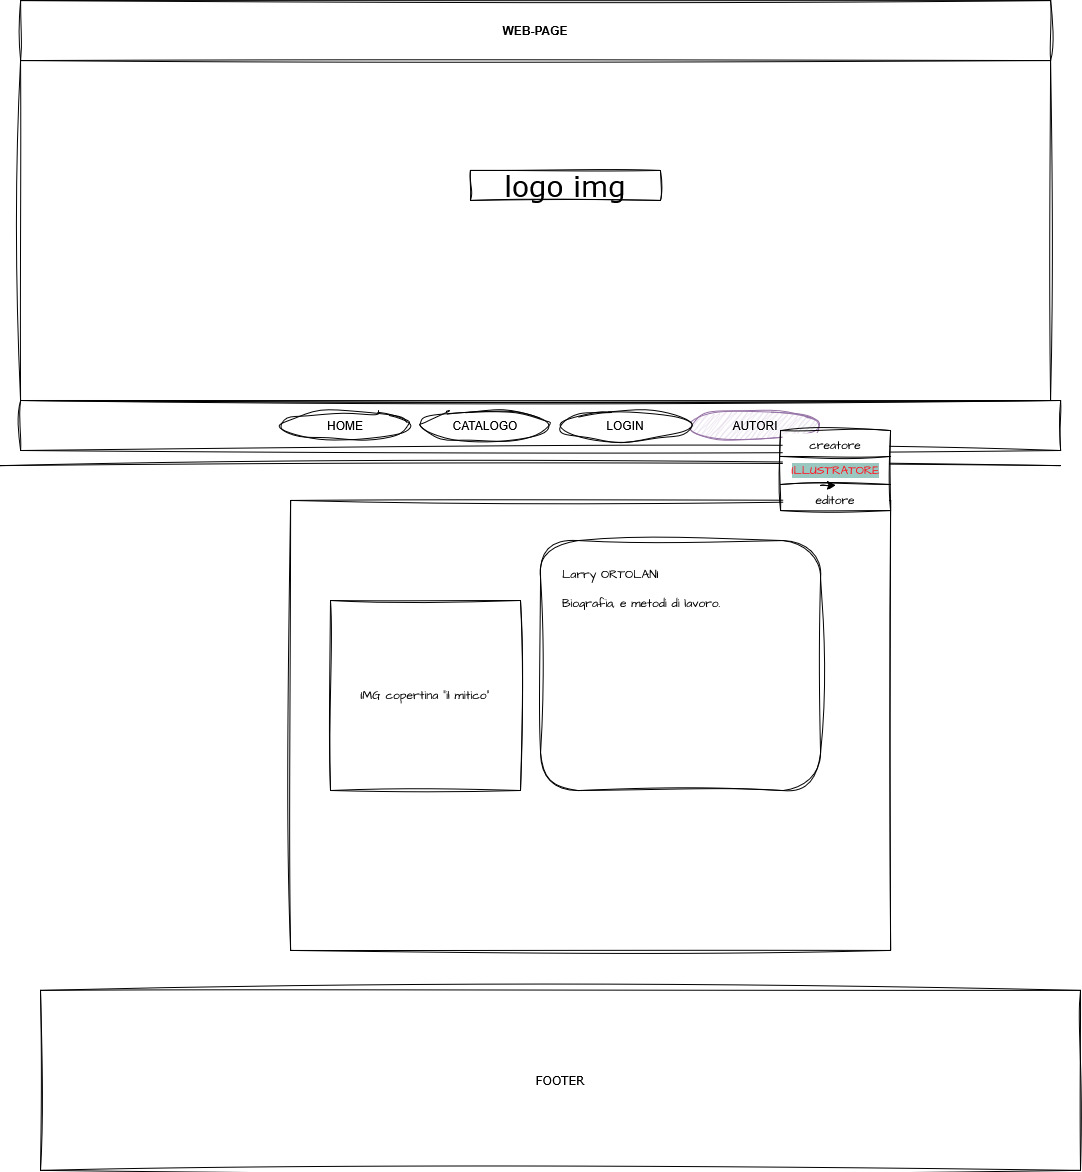 WEB-PAGE
logo img
HOME
CATALOGO
LOGIN
AUTORI
creatore
ILLUSTRATORE
editore
Larry ORTOLANI
Biografia, e metodi di lavoro.
IMG copertina "il mitico"
FOOTER